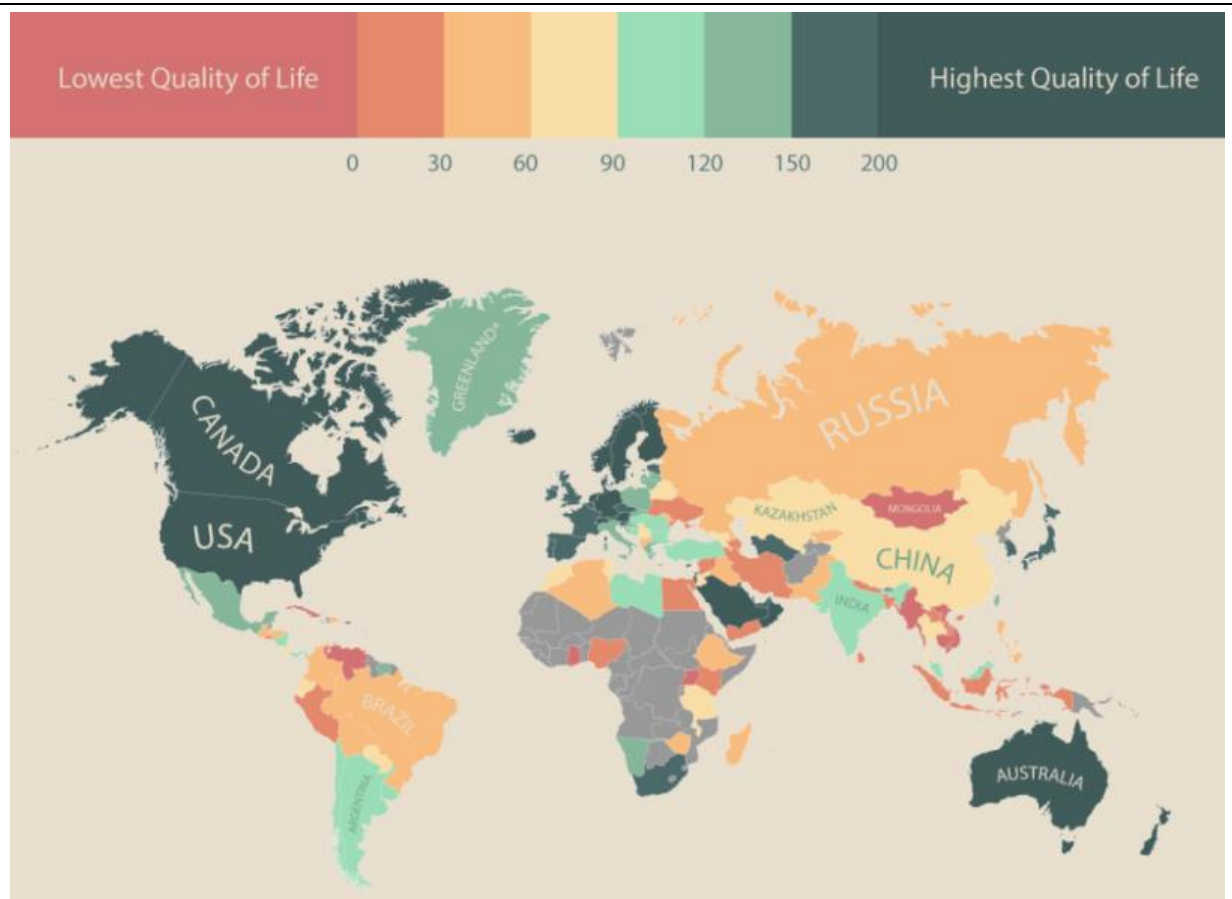 Lowest Quality of Life
Highest Quality of Life
0 30 60 90 120 150 200
GREENLAND*
CANADA
RUSSIA
USA
KAZAKHSTAN
MONGOLIA
CHINA
INDIA
BRAZIL
ARGENTINA
AUSTRALIA